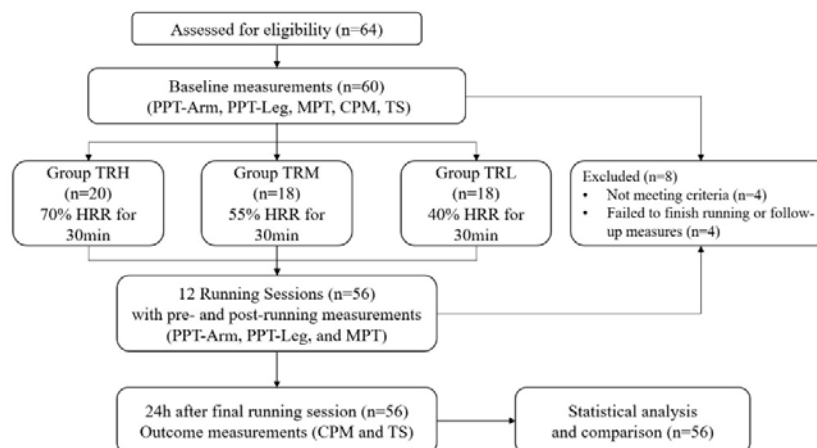 Assessed for eligibility (n=64)
Baseline measurements (n=60)
(PPT-Arm, PPT-Leg, MPT, CPM, TS)
Group TRH
(n=20)
70% HRR for
30min
Group TRM
(n=18)
55% HRR for
30min
Group TRL
(n=18)
40% HRR for
30min
Excluded (n=8)
• Not meeting criteria (n=4)
• Failed to finish running or follow-
up measures (n=4)
12 Running Sessions (n=56)
with pre- and post-running measurements
(PPT-Arm, PPT-Leg, and MPT)
24h after final running session (n=56)
Outcome measurements (CPM and TS)
Statistical analysis
and comparison (n=56)